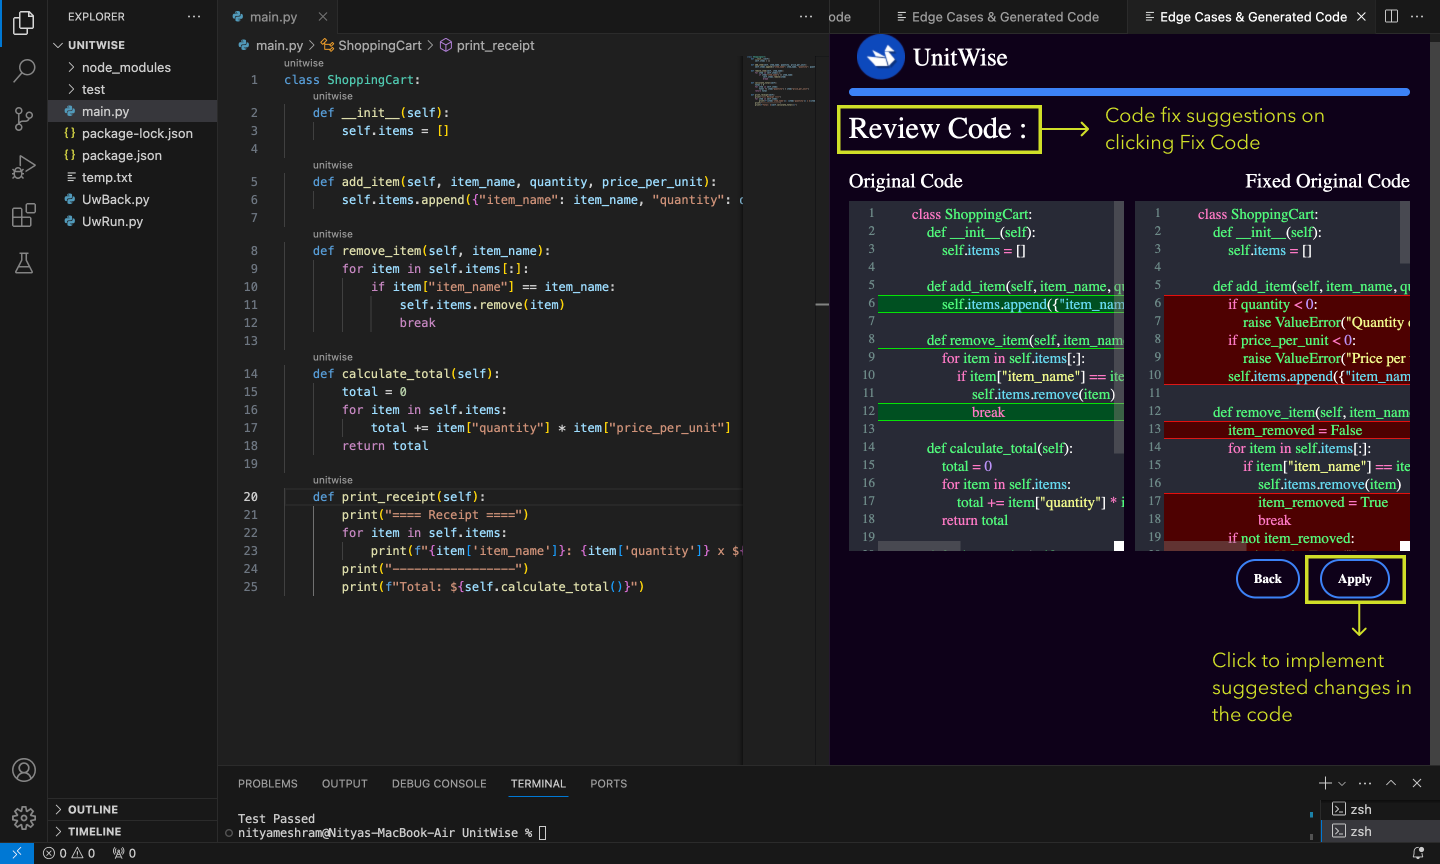 EXPLORER
UNITWISE
node_modules
test
main.py
package-lock.json
package.json
temp.txt
UwBack.py
UwRun.py
OUTLINE
TIMELINE
main.py
main.py > ShoppingCart > print_receipt
unitwise
1 class ShoppingCart:
unitwise
2 def __init__(self):
3 self.items = []
4
unitwise
5 def add_item(self, item_name, quantity, price_per_unit):
6 self.items.append({"item_name": item_name, "quantity":
7
unitwise
8 def remove_item(self, item_name):
9 for item in self.items[:]:
10 if item["item_name"] == item_name:
11 self.items.remove(item)
12 break
13
unitwise
14 def calculate_total(self):
15 total = 0
16 for item in self.items:
17 total += item["quantity"] * item["price_per_unit"]
18 return total
19
unitwise
20 def print_receipt(self):
21 print("==== Receipt ====")
22 for item in self.items:
23 print(f"{item['item_name']}: {item['quantity']} x ${
24 print("-----------------")
25 print(f"Total: ${self.calculate_total()}")
ode
Edge Cases & Generated Code
Edge Cases & Generated Code
UnitWise
Review Code :
Code fix suggestions on
clicking Fix Code
Original Code
1 class ShoppingCart:
2 def __init__(self):
3 self.items = []
4
5 def add_item(self, item_name, qu
6 self.items.append({"item_nam
7
8 def remove_item(self, item_nam
9 for item in self.items[:]:
10 if item["item_name"] == ite
11 self.items.remove(item)
12 break
13
14 def calculate_total(self):
15 total = 0
16 for item in self.items:
17 total += item["quantity"] * i
18 return total
19
Fixed Original Code
1 class ShoppingCart:
2 def __init__(self):
3 self.items = []
4
5 def add_item(self, item_name, qu
6 if quantity < 0:
7 raise ValueError("Quantity
8 if price_per_unit < 0:
9 raise ValueError("Price per
10 self.items.append({"item_nam
11
12 def remove_item(self, item_nam
13 item_removed = False
14 for item in self.items[:]:
15 if item["item_name"] == ite
16 self.items.remove(item)
17 item_removed = True
18 break
19 if not item_removed:
Back
Apply
Click to implement
suggested changes in
the code
PROBLEMS OUTPUT DEBUG CONSOLE TERMINAL PORTS
Test Passed
nityameshram@Nityas-MacBook-Air UnitWise %
zsh
zsh
0 0 0